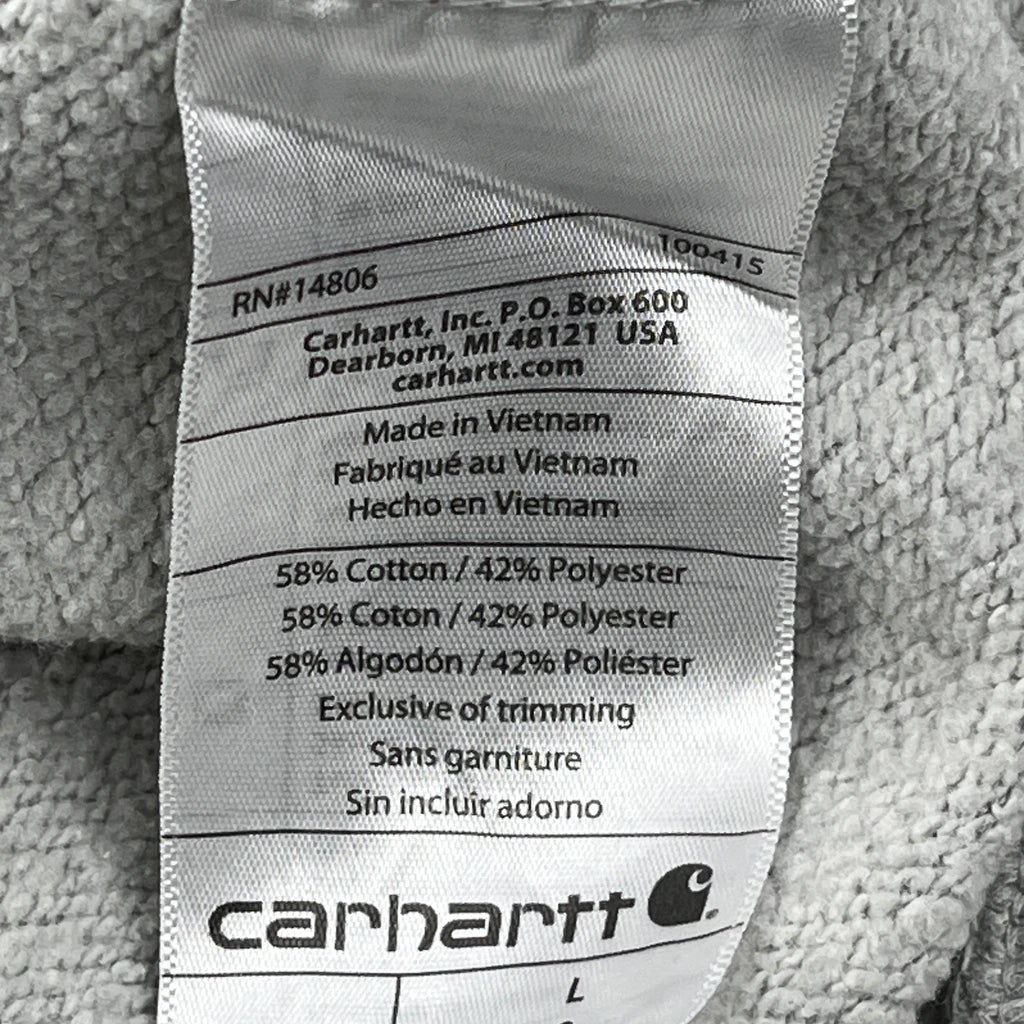 RN#14806 100415
Carhartt, Inc. P.O. Box 600
Dearborn, MI 48121 USA
carhartt.com
Made in Vietnam
Fabriqué au Vietnam
Hecho en Vietnam
58% Cotton / 42% Polyester
58% Coton / 42% Polyester
58% Algodón / 42% Poliéster
Exclusive of trimming
Sans garniture
Sin incluir adorno
carhartt
L